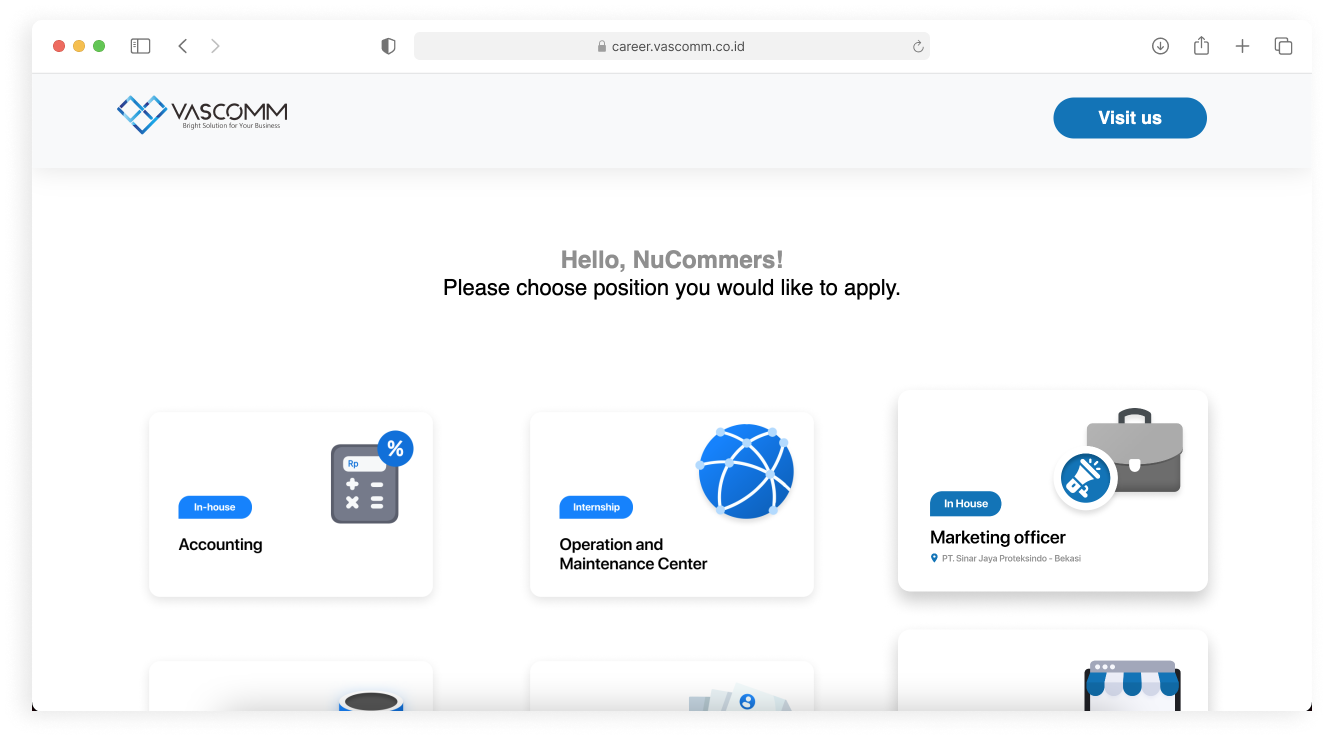 career.vascomm.co.id
VASCOMM
Bright Solution for Your Business
Visit us
Hello, NuCommers!
Please choose position you would like to apply.
Rp
%
In-house
Accounting
Internship
Operation and
Maintenance Center
In House
Marketing officer
PT. Sinar Jaya Proteksindo - Bekasi